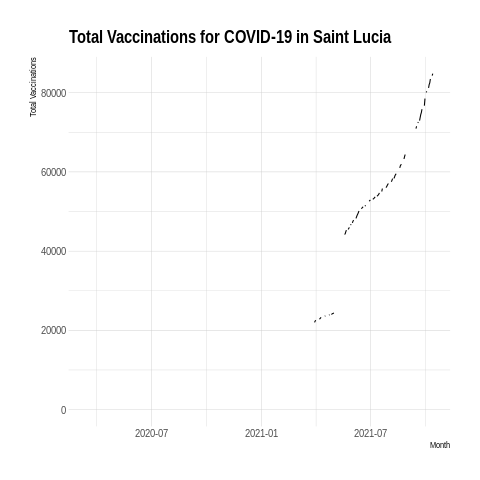 Total Vaccinations for COVID-19 in Saint Lucia
Total Vaccinations
80000
60000
40000
20000
0
2020-07 2021-01 2021-07
Month